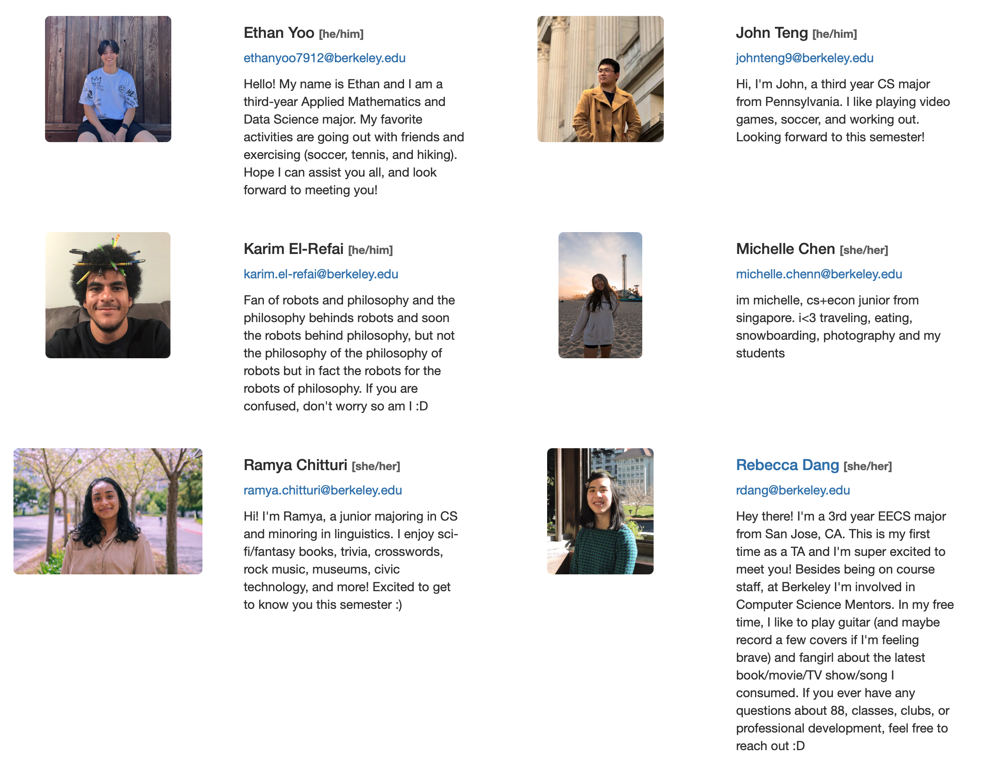 Ethan Yoo [he/him]
ethanyoo7912@berkeley.edu
Hello! My name is Ethan and I am a
third-year Applied Mathematics and
Data Science major. My favorite
activities are going out with friends and
exercising (soccer, tennis, and hiking).
Hope I can assist you all, and look
forward to meeting you!
John Teng [he/him]
johnteng9@berkeley.edu
Hi, I'm John, a third year CS major
from Pennsylvania. I like playing video
games, soccer, and working out.
Looking forward to this semester!
Karim El-Refai [he/him]
karim.el-refai@berkeley.edu
Fan of robots and philosophy and the
philosophy behinds robots and soon
the robots behind philosophy, but not
the philosophy of the philosophy of
robots but in fact the robots for the
robots of philosophy. If you are
confused, don't worry so am I :D
Michelle Chen [she/her]
michelle.chenn@berkeley.edu
im michelle, cs+econ junior from
singapore. i<3 traveling, eating,
snowboarding, photography and my
students
Ramya Chitturi [she/her]
ramya.chitturi@berkeley.edu
Hi! I'm Ramya, a junior majoring in CS
and minoring in linguistics. I enjoy sci-
fi/fantasy books, trivia, crosswords,
rock music, museums, civic
technology, and more! Excited to get
to know you this semester :)
Rebecca Dang [she/her]
rdang@berkeley.edu
Hey there! I'm a 3rd year EECS major
from San Jose, CA. This is my first
time as a TA and I'm super excited to
meet you! Besides being on course
staff, at Berkeley I'm involved in
Computer Science Mentors. In my free
time, I like to play guitar (and maybe
record a few covers if I'm feeling
brave) and fangirl about the latest
book/movie/TV show/song I
consumed. If you ever have any
questions about 88, classes, clubs, or
professional development, feel free to
reach out :D